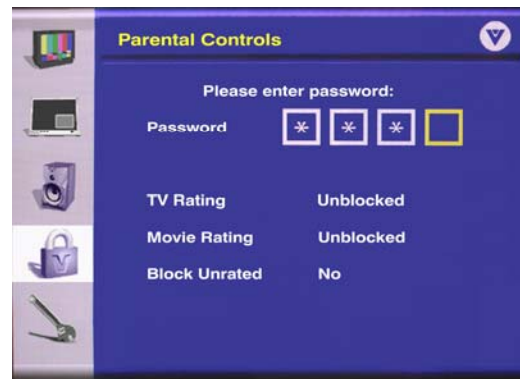 Parental Controls
V
Please enter password:
Password * * *
TV Rating Unblocked
Movie Rating Unblocked
Block Unrated No
V